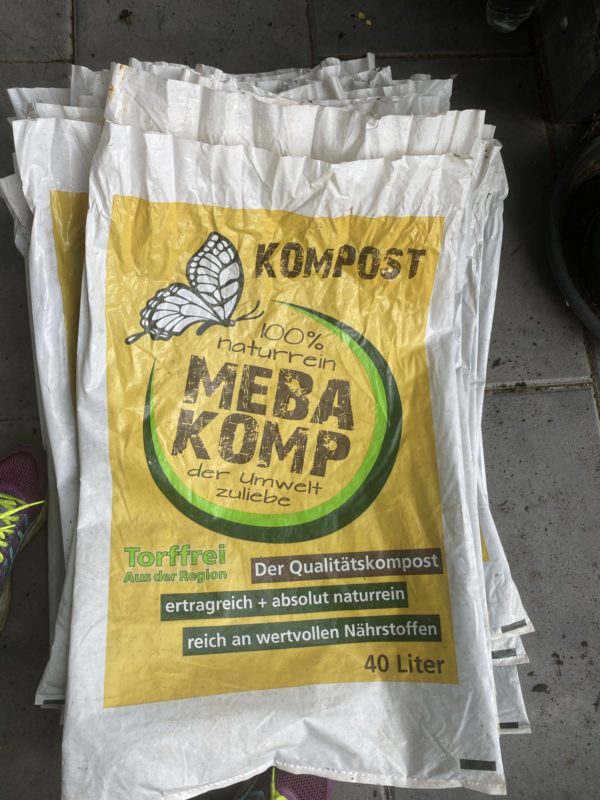 KOMPOST
100%
naturrein
MEBA
KOMP
der Umwelt
zuliebe
Torffrei
Aus der Region
Der Qualitätskompost
ertragreich + absolut naturrein
reich an wertvollen Nährstoffen
40 Liter